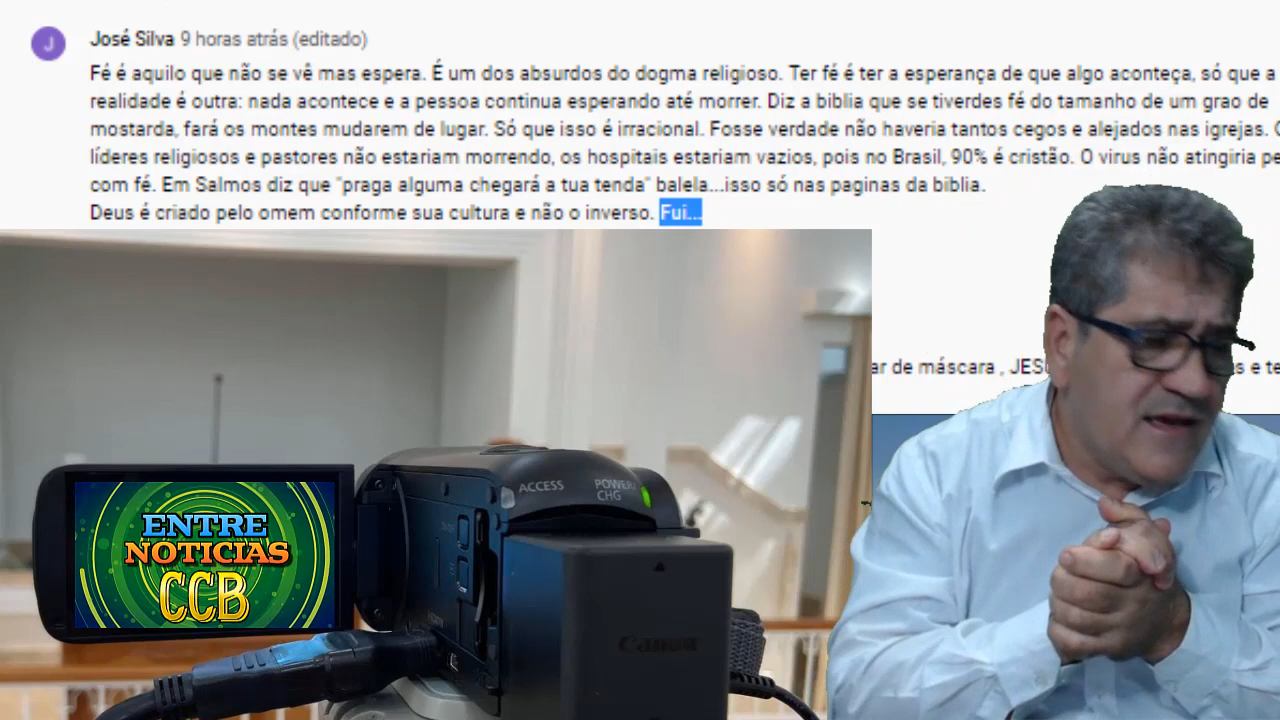 José Silva 9 horas atrás (editado)
Fé é aquilo que não se vê mas espera. É um dos absurdos do dogma religioso. Ter fé é ter a esperança de que algo aconteça, só que a
realidade é outra: nada acontece e a pessoa continua esperando até morrer. Diz a biblia que se tiverdes fé do tamanho de um grao de
mostarda, fará os montes mudarem de lugar. Só que isso é irracional. Fosse verdade não haveria tantos cegos e alejados nas igrejas.
líderes religiosos e pastores não estariam morrendo, os hospitais estariam vazios, pois no Brasil, 90% é cristão. O virus não atingiria
com fé. Em Salmos diz que "praga alguma chegará a tua tenda" balela...isso só nas paginas da biblia.
Deus é criado pelo omem conforme sua cultura e não o inverso. Fui...
de máscara ,
e
ACCESS
POWER/
CHG
ENTRE
NOTICIAS
CCB
Canon